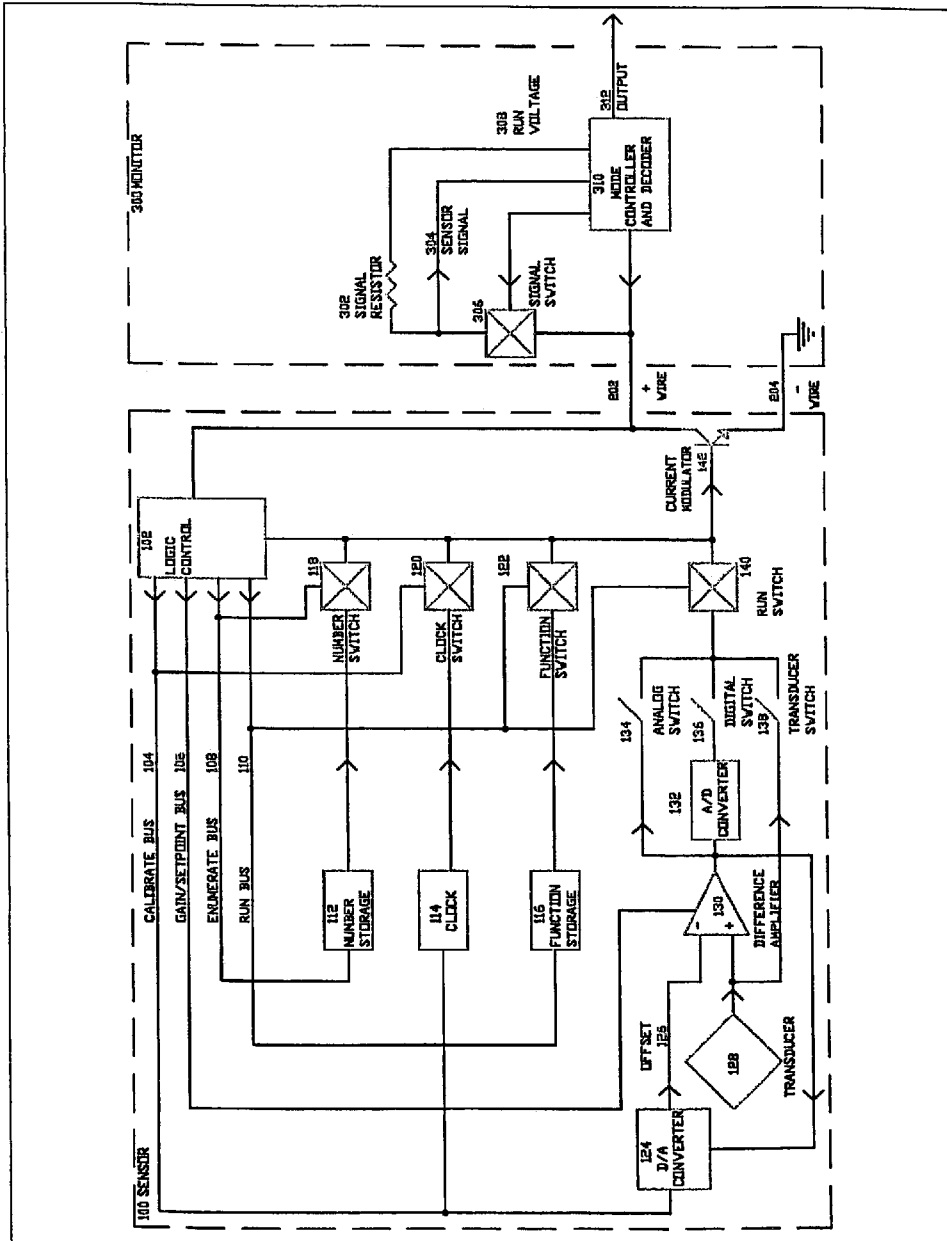 300 MONITOR
308 RUN
VOLTAGE
312
OUTPUT
310
MODE
CONTROLLER
AND DECODER
304
SENSOR
SIGNAL
302
SIGNAL
RESISTOR
306
SIGNAL
SWITCH
202
+
WIRE
204
-
WIRE
CURRENT
MODULATOR
142
102
LOGIC
CONTROL
118
NUMBER
SWITCH
120
CLOCK
SWITCH
122
FUNCTION
SWITCH
140
RUN
SWITCH
134
ANALOG
SWITCH
136
DIGITAL
SWITCH
138
TRANSDUCER
SWITCH
132
A/D
CONVERTER
CALIBRATE BUS 104
GAIN/SETPOINT BUS 106
ENUMERATE BUS 108
RUN BUS 110
112
NUMBER
STORAGE
114
CLOCK
116
FUNCTION
STORAGE
-
+
130
DIFFERENCE
AMPLIFIER
OFFSET
126
128
TRANSDUCER
124
D/A
CONVERTER
100 SENSOR